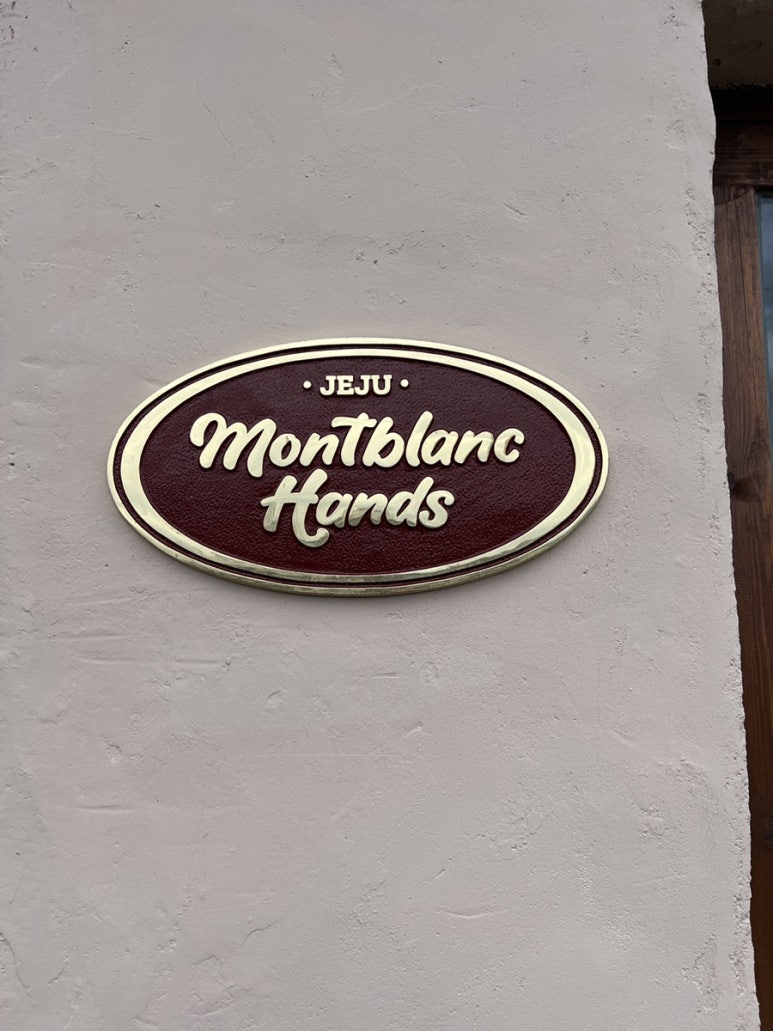 · JEJU ·
Montblanc
Hands